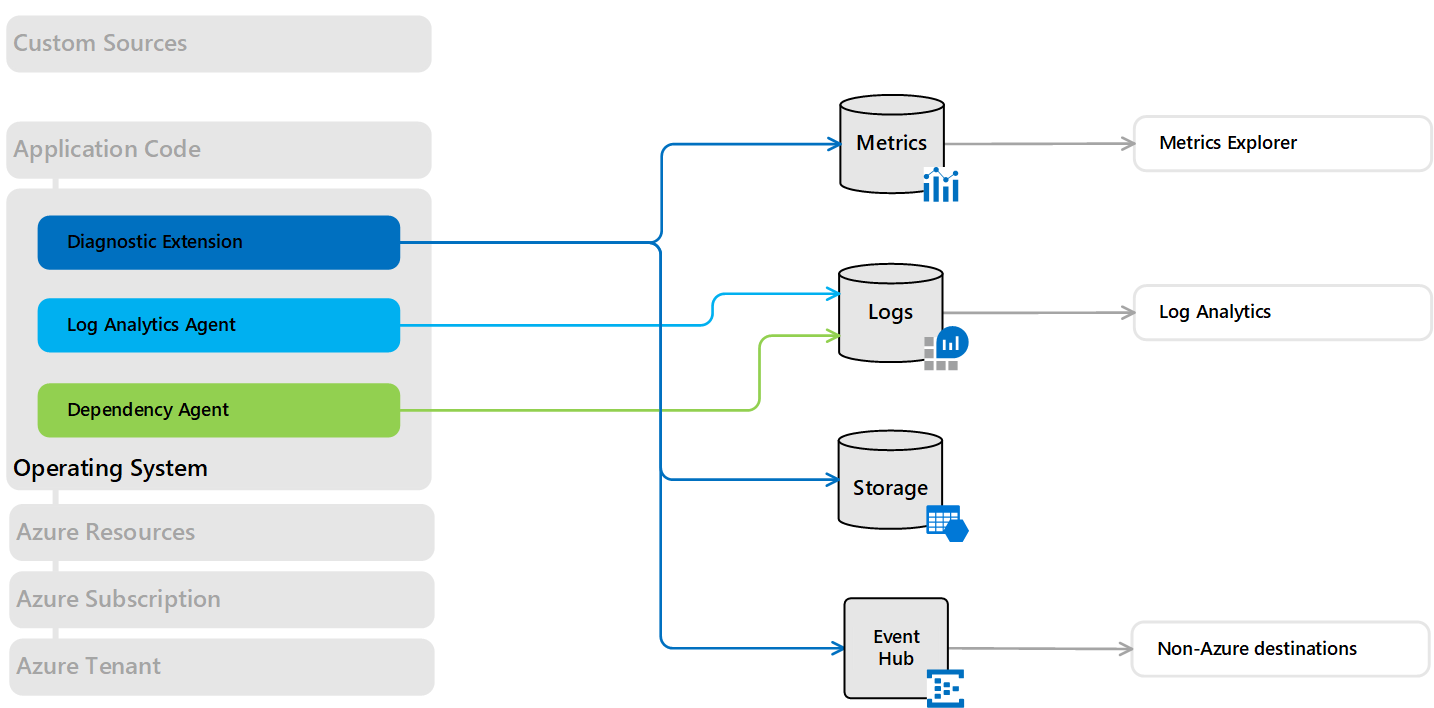 Custom Sources
Application Code
Diagnostic Extension
Log Analytics Agent
Dependency Agent
Operating System
Azure Resources
Azure Subscription
Azure Tenant
Metrics
Logs
Storage
Event
Hub
Metrics Explorer
Log Analytics
Non-Azure destinations